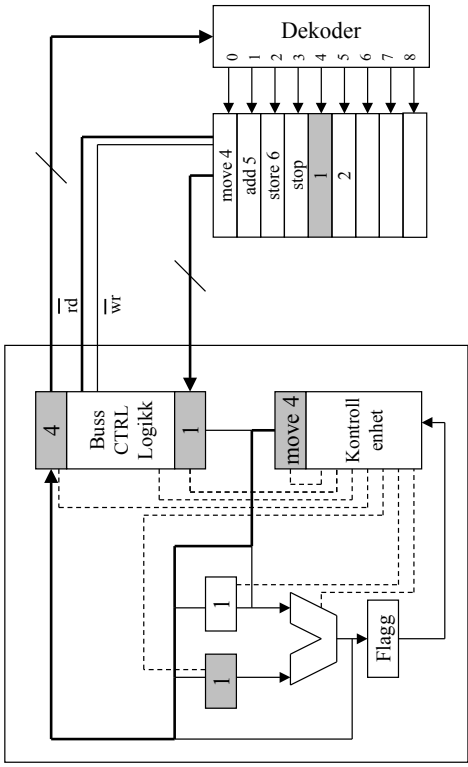 Dekoder
0
1
2
3
4
5
6
7
8
move 4
add 5
store 6
stop
1
2
rd
wr
4
Buss
CTRL
Logikk
1
move 4
Kontroll
enhet
1
1
Flagg